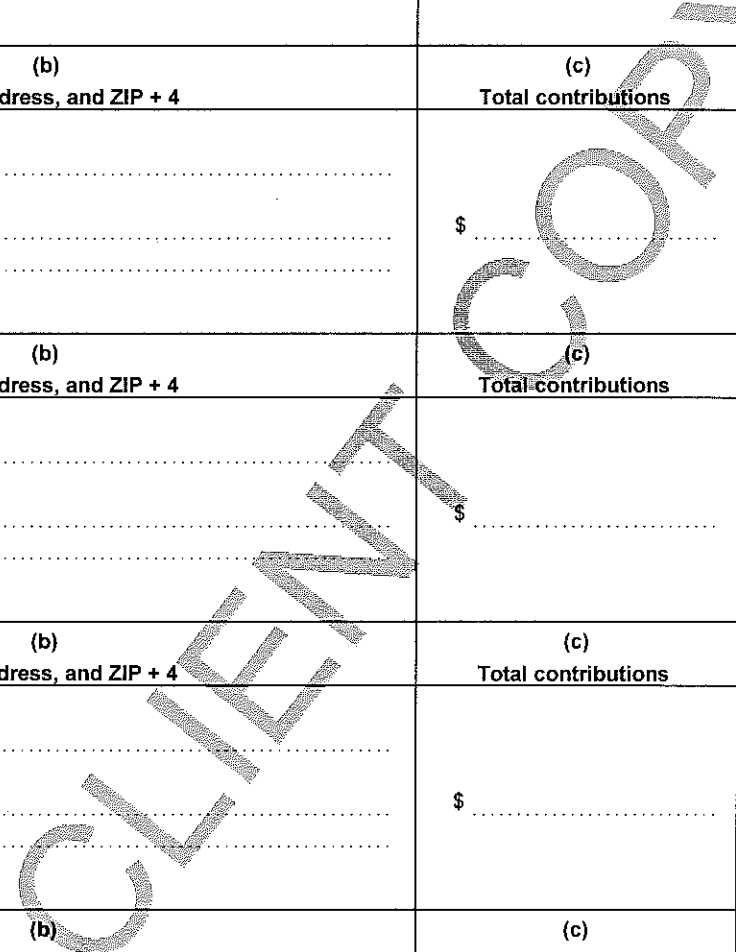 (b) (c)
dress, and ZIP + 4 Total contributions
$
(b) (c)
dress, and ZIP + 4 Total contributions
$
(b) (c)
dress, and ZIP + 4 Total contributions
$
(b) (c)
CLIENT COP